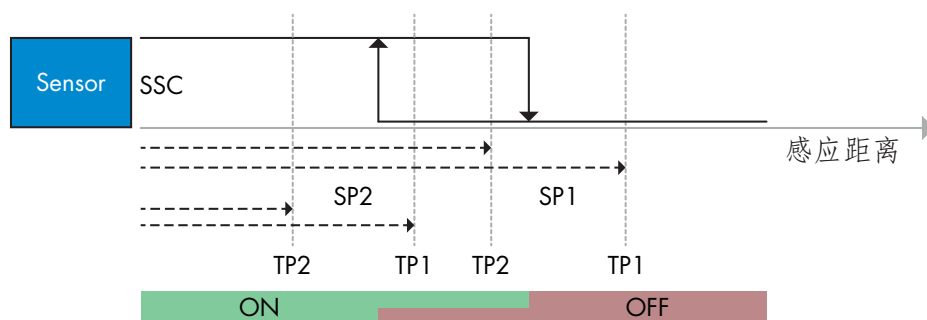 Sensor
SSC
感应距离
SP2 SP1
TP2 TP1 TP2 TP1
ON OFF